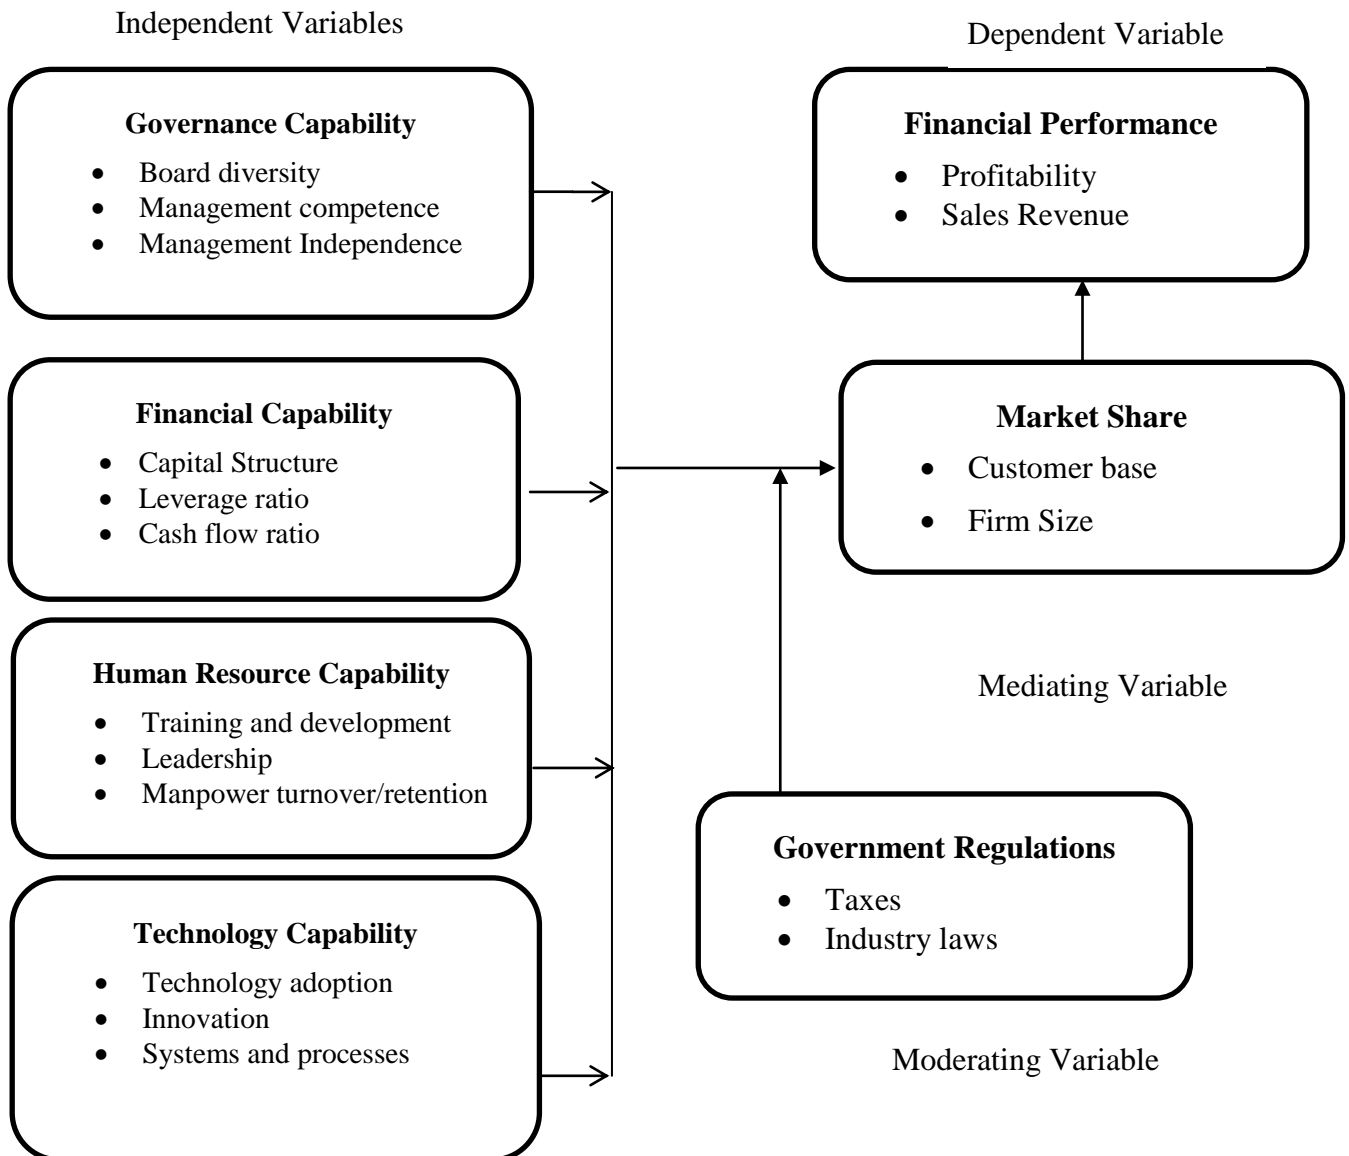 Independent Variables
Governance Capability
• Board diversity
• Management competence
• Management Independence
Financial Capability
• Capital Structure
• Leverage ratio
• Cash flow ratio
Human Resource Capability
• Training and development
• Leadership
• Manpower turnover/retention
Technology Capability
• Technology adoption
• Innovation
• Systems and processes
Dependent Variable
Financial Performance
• Profitability
• Sales Revenue
Market Share
• Customer base
• Firm Size
Mediating Variable
Government Regulations
• Taxes
• Industry laws
Moderating Variable